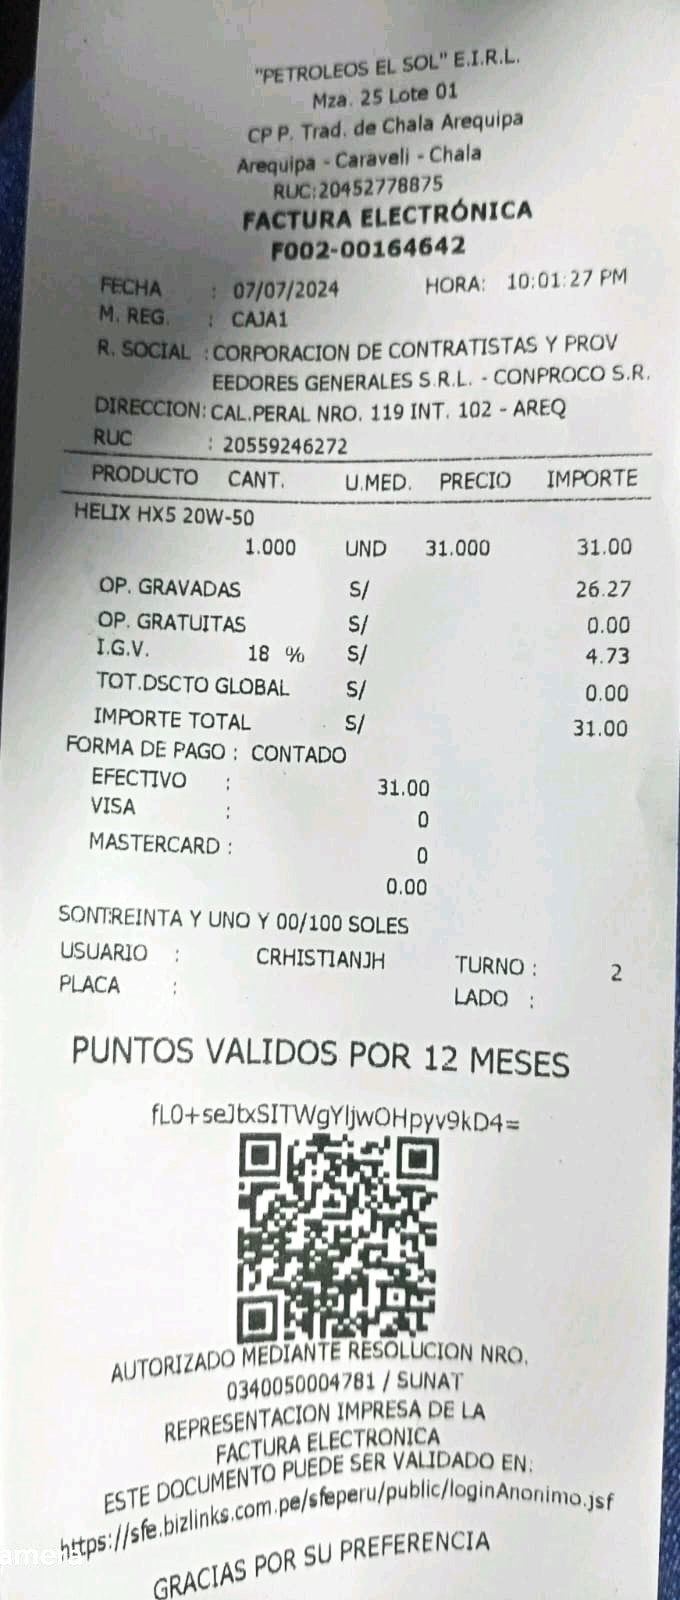 "PETROLEOS EL SOL" E.I.R.L.
Mza. 25 Lote 01
CP P. Trad. de Chala Arequipa
Arequipa - Caraveli - Chala
RUC:20452778875
FACTURA ELECTRÓNICA
F002-00164642
FECHA : 07/07/2024 HORA: 10:01:27 PM
M. REG. : CAJA1
R. SOCIAL : CORPORACION DE CONTRATISTAS Y PROV
EEDORES GENERALES S.R.L. - CONPROCO S.R.
DIRECCION: CAL.PERAL NRO. 119 INT. 102 - AREQ
RUC : 20559246272
PRODUCTO CANT. U.MED. PRECIO IMPORTE
HELIX HX5 20W-50
1.000 UND 31.000 31.00
OP. GRAVADAS S/ 26.27
OP. GRATUITAS S/ 0.00
I.G.V. 18 % S/ 4.73
TOT.DSCTO GLOBAL S/ 0.00
IMPORTE TOTAL S/ 31.00
FORMA DE PAGO : CONTADO
EFECTIVO : 31.00
VISA : 0
MASTERCARD : 0
0.00
SONTREINTA Y UNO Y 00/100 SOLES
USUARIO : CRHISTIANJH TURNO : 2
PLACA : LADO :
PUNTOS VALIDOS POR 12 MESES
fL0+seJtxSITWgYljwOHpyv9kD4=
AUTORIZADO MEDIANTE RESOLUCION NRO.
0340050004781 / SUNAT
REPRESENTACION IMPRESA DE LA
FACTURA ELECTRONICA
ESTE DOCUMENTO PUEDE SER VALIDADO EN:
https://sfe.bizlinks.com.pe/sfeperu/public/loginAnonimo.jsf
GRACIAS POR SU PREFERENCIA